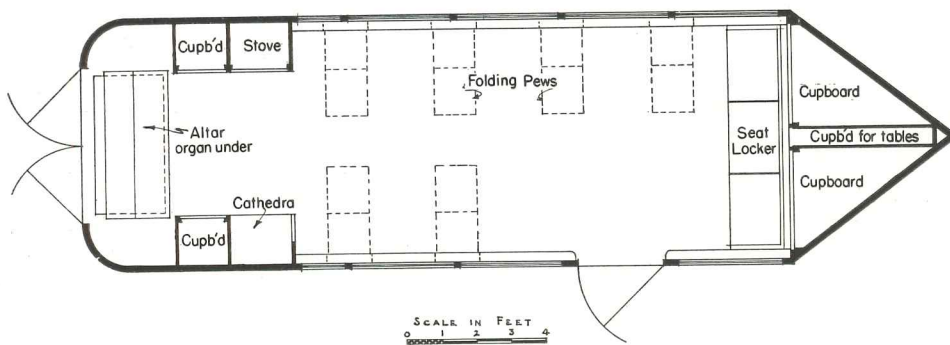 Cupb'd
Stove
Folding Pews
Cupboard
Altar
organ under
Seat
Locker
Cupb'd for tables
Cathedra
Cupboard
Cupb'd
SCALE IN FEET
0 1 2 3 4